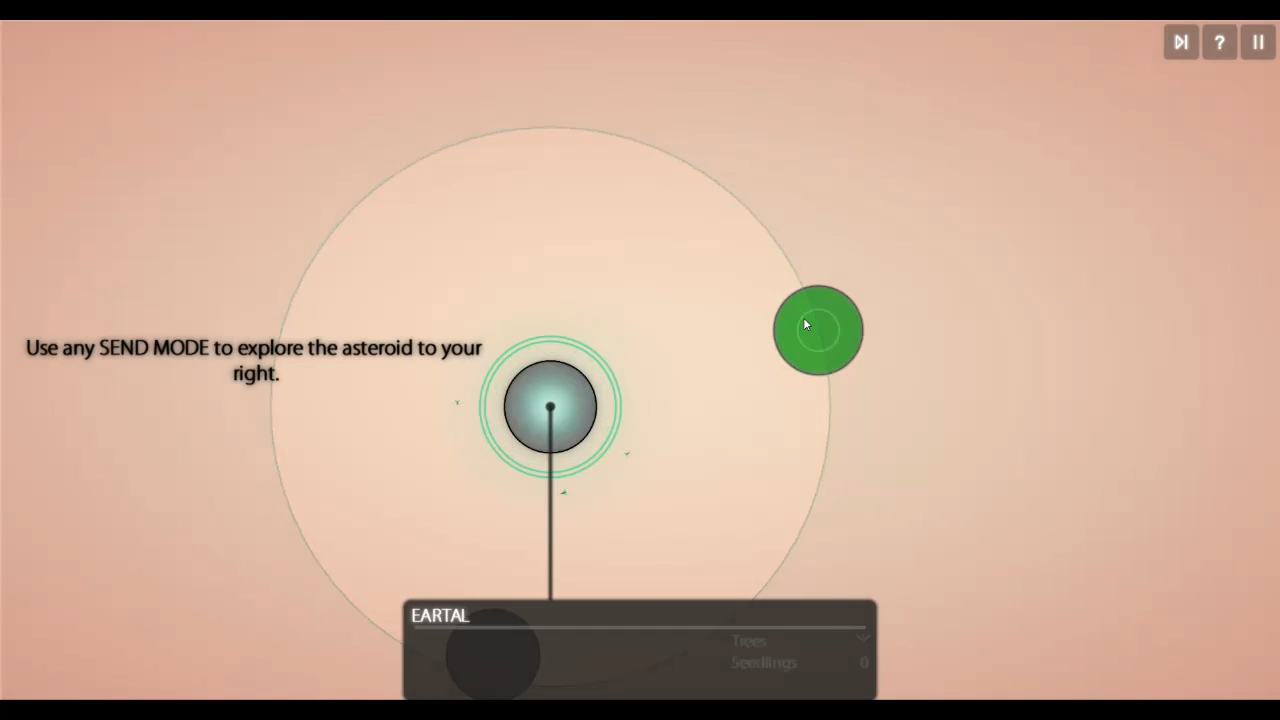 ?
Use any SEND MODE to explore the asteroid to your
right.
EARTAL
Trees
Seedlings 0